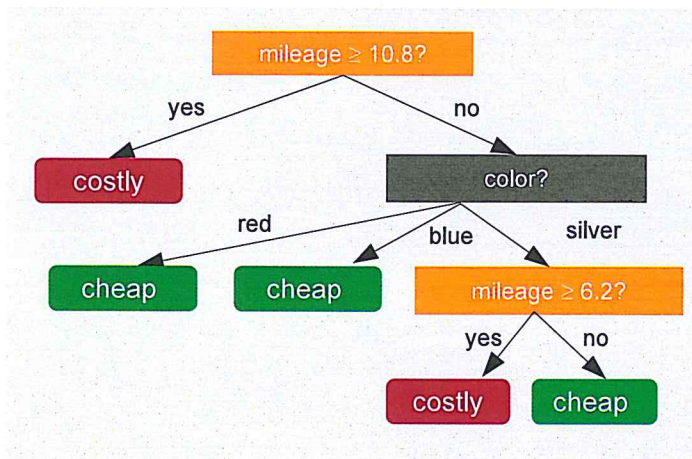 mileage ≥ 10.8?
yes
no
costly
color?
red
blue
silver
cheap
cheap
mileage ≥ 6.2?
yes
no
costly
cheap